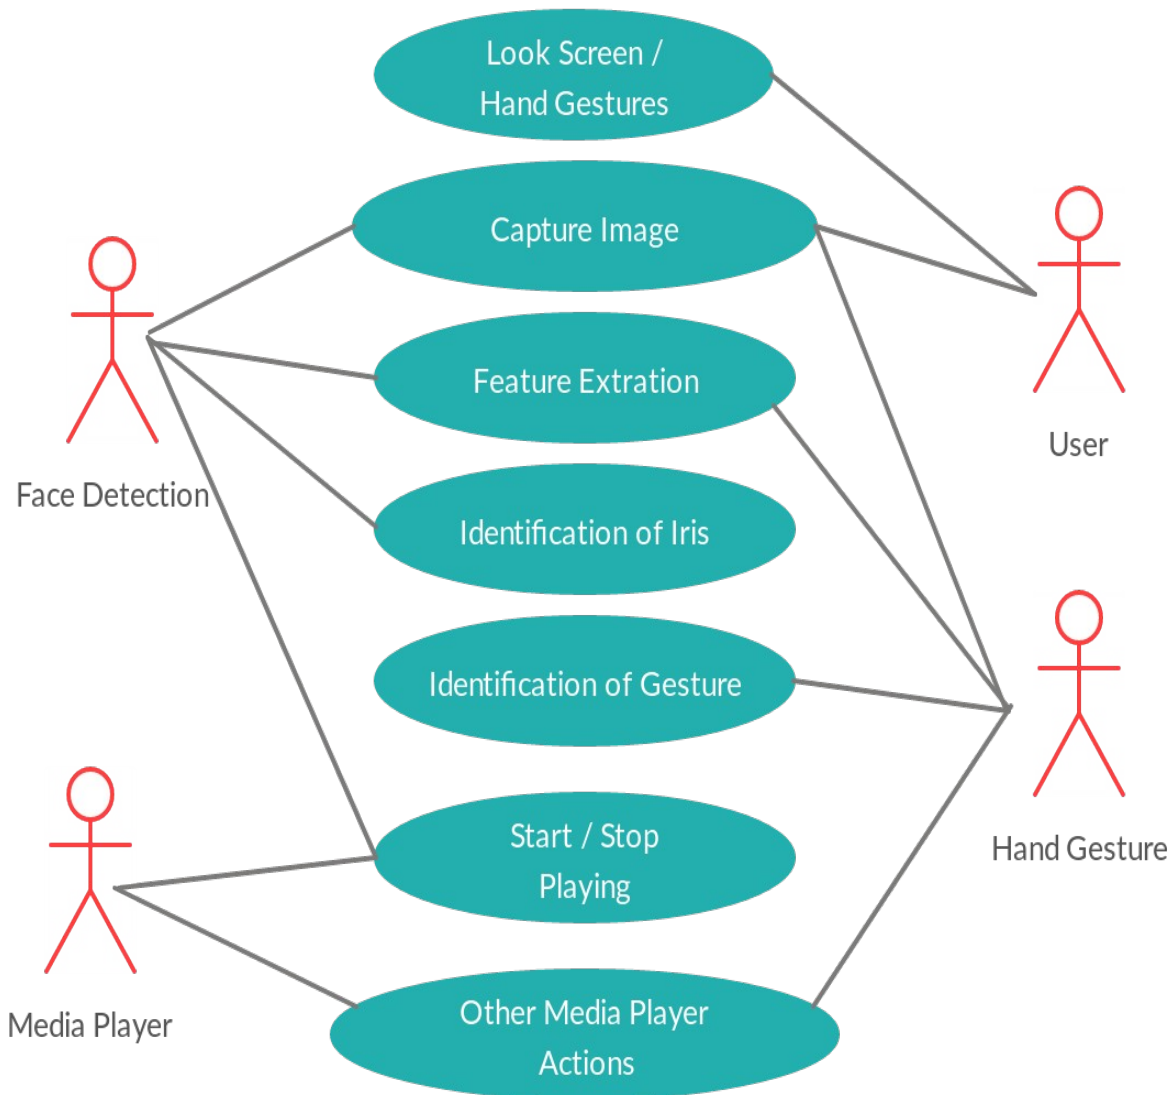 Look Screen /
Hand Gestures
Capture Image
Feature Extration
User
Face Detection
Identification of Iris
Identification of Gesture
Start / Stop
Playing
Hand Gesture
Other Media Player
Actions
Media Player